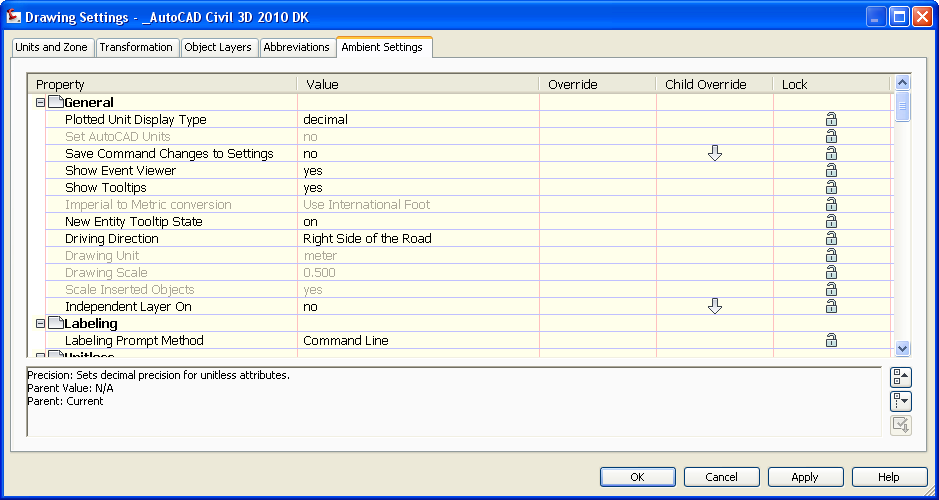 Drawing Settings - _AutoCAD Civil 3D 2010 DK
Units and Zone Transformation Object Layers Abbreviations Ambient Settings
Property Value Override Child Override Lock
General
Plotted Unit Display Type decimal
Set AutoCAD Units no
Save Command Changes to Settings no
Show Event Viewer yes
Show Tooltips yes
Imperial to Metric conversion Use International Foot
New Entity Tooltip State on
Driving Direction Right Side of the Road
Drawing Unit meter
Drawing Scale 0.500
Scale Inserted Objects yes
Independent Layer On no
Labeling
Labeling Prompt Method Command Line
Unitless
Precision: Sets decimal precision for unitless attributes.
Parent Value: N/A
Parent: Current
OK Cancel Apply Help